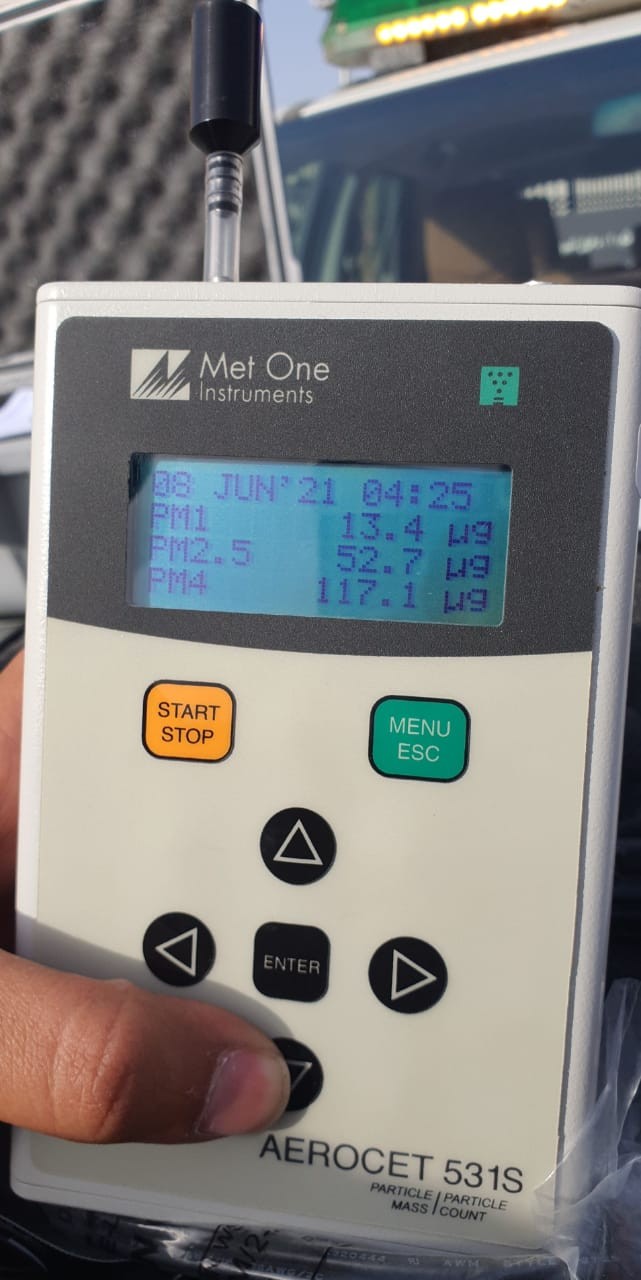 Met One
Instruments
08 JUN'21 04:25
PM1 13.4 µg
PM2.5 52.7 µg
PM4 117.1 µg
START
STOP
MENU
ESC
ENTER
AEROCET 531S
PARTICLE PARTICLE
MASS COUNT